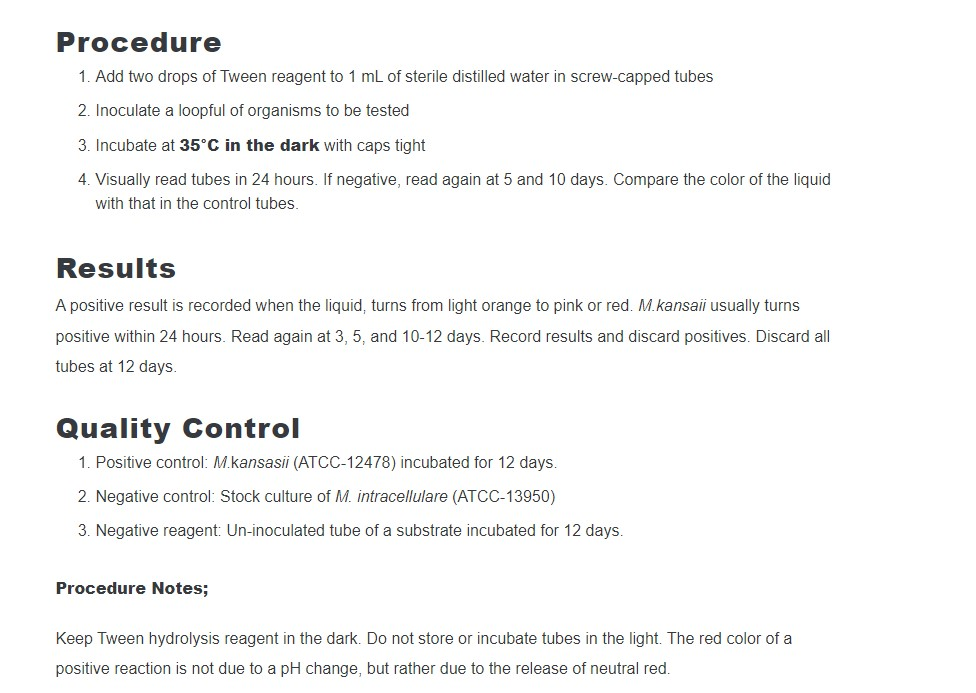 Procedure
1. Add two drops of Tween reagent to 1 mL of sterile distilled water in screw-capped tubes
2. Inoculate a loopful of organisms to be tested
3. Incubate at 35°C in the dark with caps tight
4. Visually read tubes in 24 hours. If negative, read again at 5 and 10 days. Compare the color of the liquid
with that in the control tubes.
Results
A positive result is recorded when the liquid, turns from light orange to pink or red. M.kansaii usually turns
positive within 24 hours. Read again at 3, 5, and 10-12 days. Record results and discard positives. Discard all
tubes at 12 days.
Quality Control
1. Positive control: M.kansasii (ATCC-12478) incubated for 12 days.
2. Negative control: Stock culture of M. intracellulare (ATCC-13950)
3. Negative reagent: Un-inoculated tube of a substrate incubated for 12 days.
Procedure Notes;
Keep Tween hydrolysis reagent in the dark. Do not store or incubate tubes in the light. The red color of a
positive reaction is not due to a pH change, but rather due to the release of neutral red.